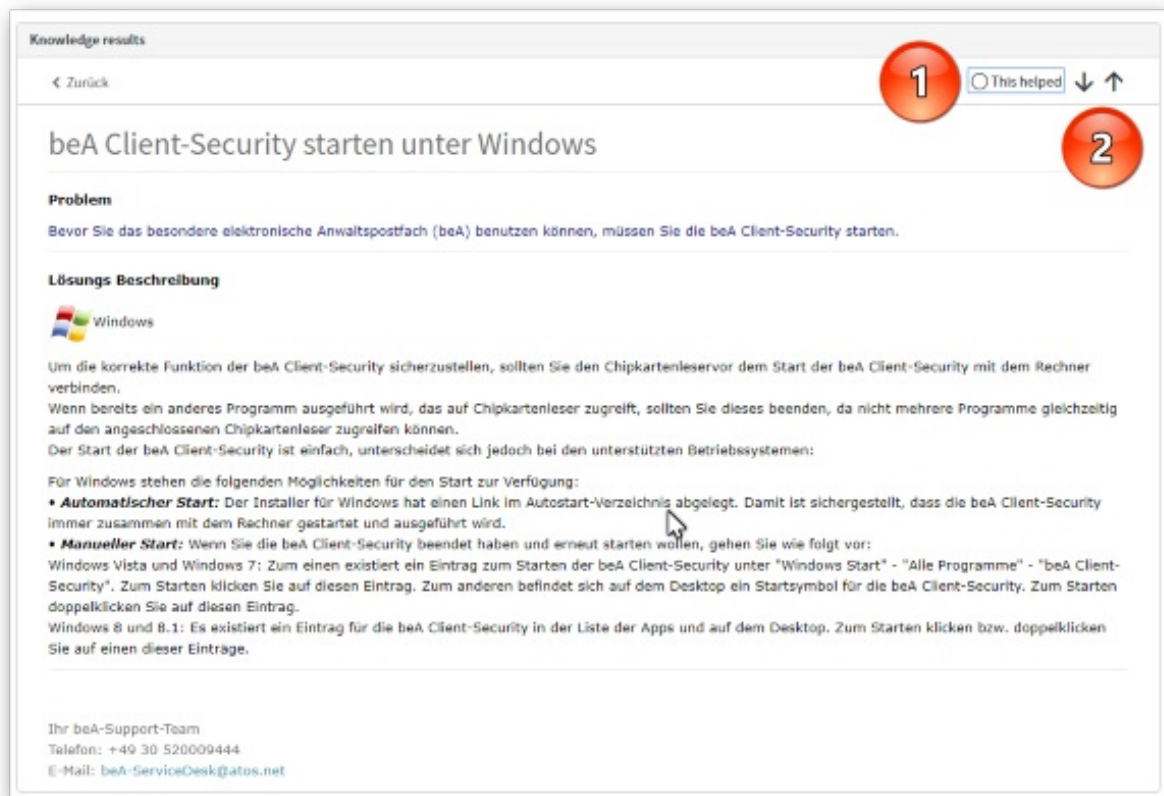 Knowledge results
Zurück
1
This helped
2
beA Client-Security starten unter Windows
Problem
Bevor Sie das besondere elektronische Anwaltspostfach (beA) benutzen können, müssen Sie die beA Client-Security starten.
Lösungs Beschreibung
Windows
Um die korrekte Funktion der beA Client-Security sicherzustellen, sollten Sie den Chipkartenleservor dem Start der beA Client-Security mit dem Rechner
verbinden.
Wenn bereits ein anderes Programm ausgeführt wird, das auf Chipkartenleser zugreift, sollten Sie dieses beenden, da nicht mehrere Programme gleichzeitig
auf den angeschlossenen Chipkartenleser zugreifen können.
Der Start der beA Client-Security ist einfach, unterscheidet sich jedoch bei den unterstützten Betriebssystemen:
Für Windows stehen die folgenden Möglichkeiten für den Start zur Verfügung:
• Automatischer Start: Der Installer für Windows hat einen Link im Autostart-Verzeichnis abgelegt. Damit ist sichergestellt, dass die beA Client-Security
immer zusammen mit dem Rechner gestartet und ausgeführt wird.
• Manueller Start: Wenn Sie die beA Client-Security beendet haben und erneut starten wollen, gehen Sie wie folgt vor:
Windows Vista und Windows 7: Zum einen existiert ein Eintrag zum Starten der beA Client-Security unter "Windows Start" - "Alle Programme" - "beA Client-
Security". Zum Starten klicken Sie auf diesen Eintrag. Zum anderen befindet sich auf dem Desktop ein Startsymbol für die beA Client-Security. Zum Starten
doppelklicken Sie auf diesen Eintrag.
Windows 8 und 8.1: Es existiert ein Eintrag für die beA Client-Security in der Liste der Apps und auf dem Desktop. Zum Starten klicken bzw. doppelklicken
Sie auf einen dieser Einträge.
Ihr beA-Support-Team
Telefon: +49 30 520009444
E-Mail: beA-ServiceDesk@atos.net